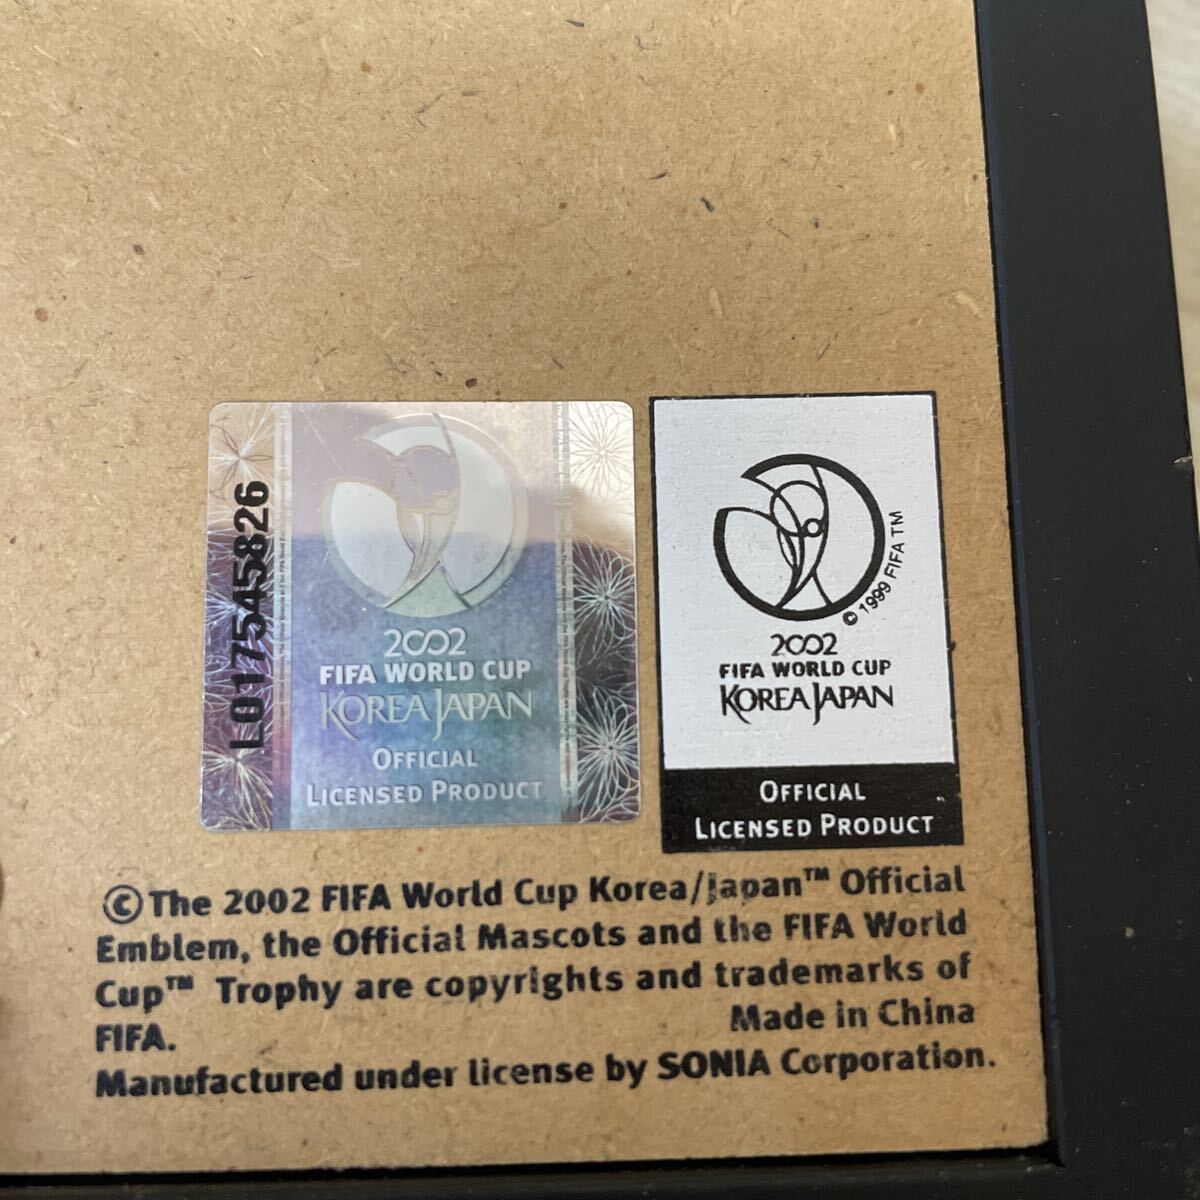 L01754582​6
2002
FIFA WORLD CUP
KOREA JAPAN
OFFICIAL
LICENSED PRODUCT
© 1999 FIFA TM
2002
FIFA WORLD CUP
KOREA JAPAN
OFFICIAL
LICENSED PRODUCT
©The 2002 FIFA World Cup Korea/Japan™ Official
Emblem, the Official Mascots and the FIFA World
Cup™ Trophy are copyrights and trademarks of
FIFA. Made in China
Manufactured under license by SONIA Corporation.